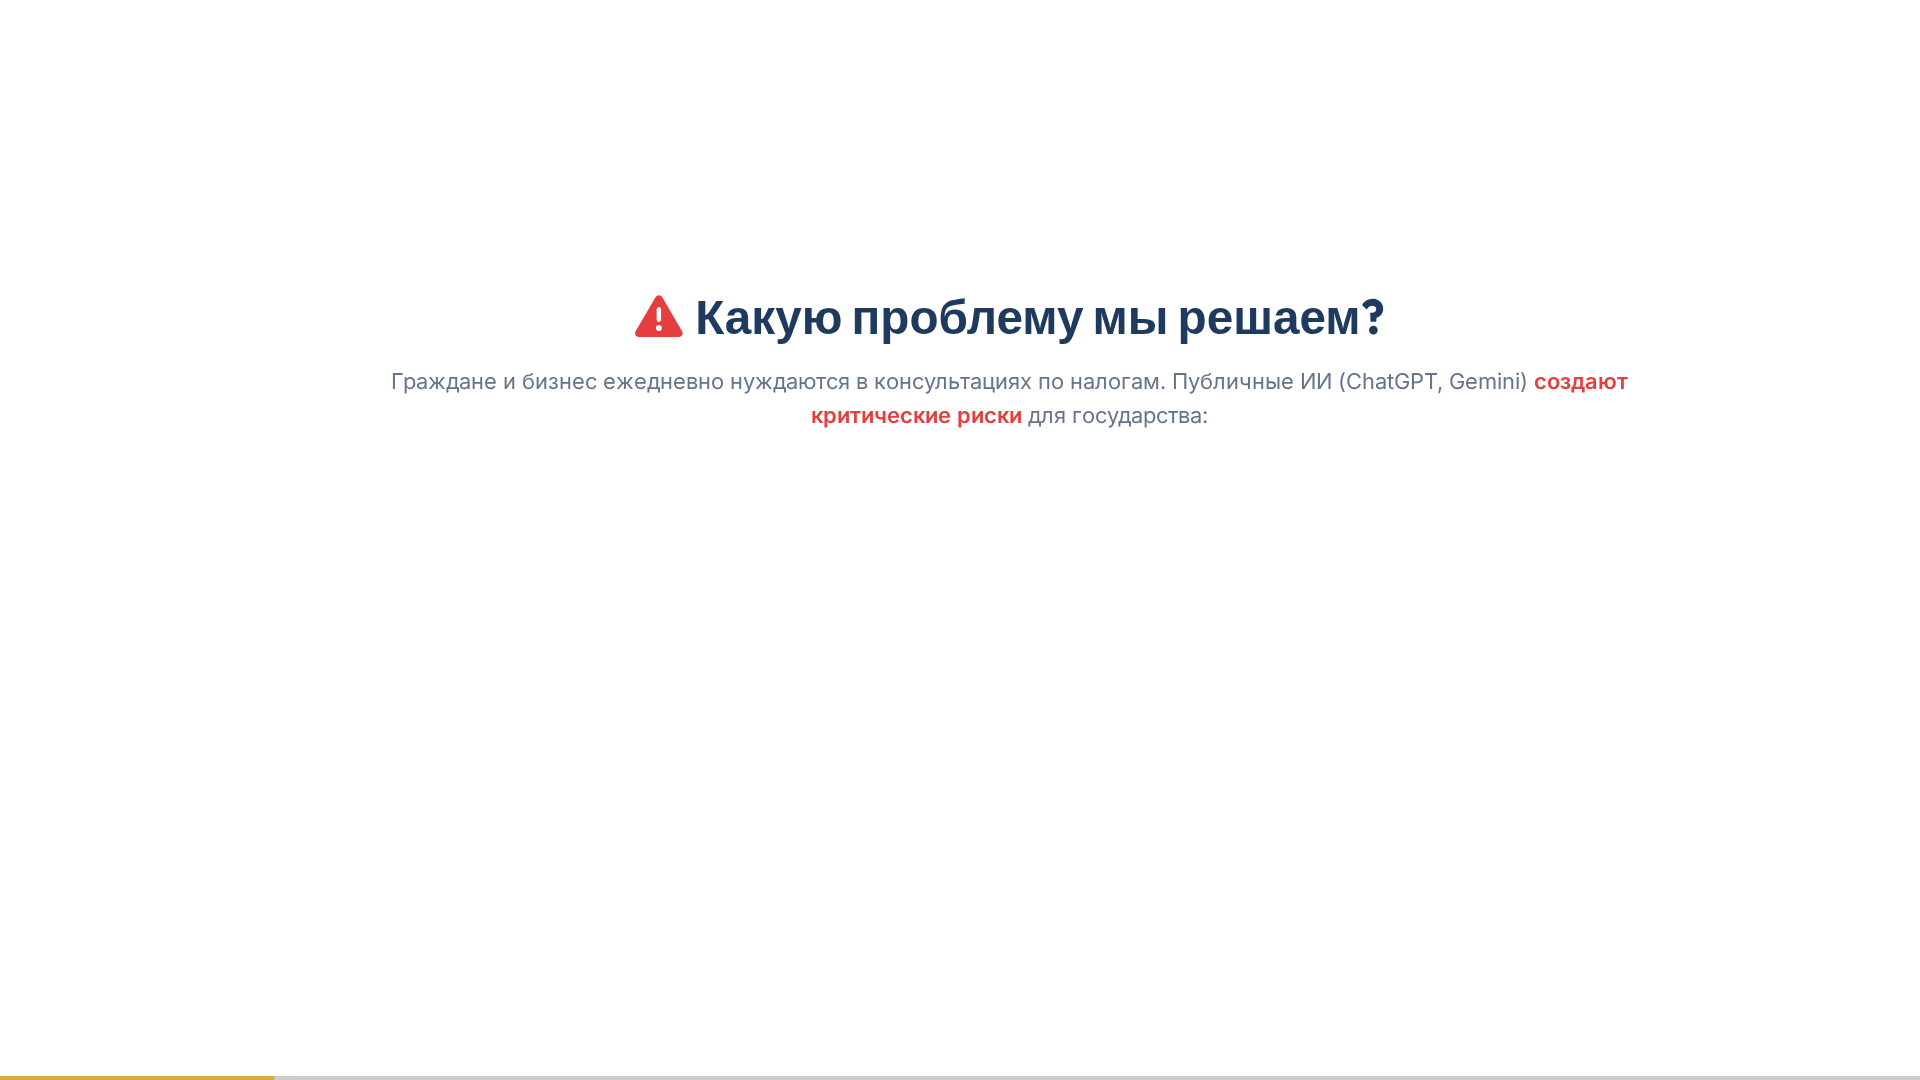 Какую проблему мы решаем?
Граждане и бизнес ежедневно нуждаются в консультациях по налогам. Публичные ИИ (ChatGPT, Gemini) создают
критические риски для государства: